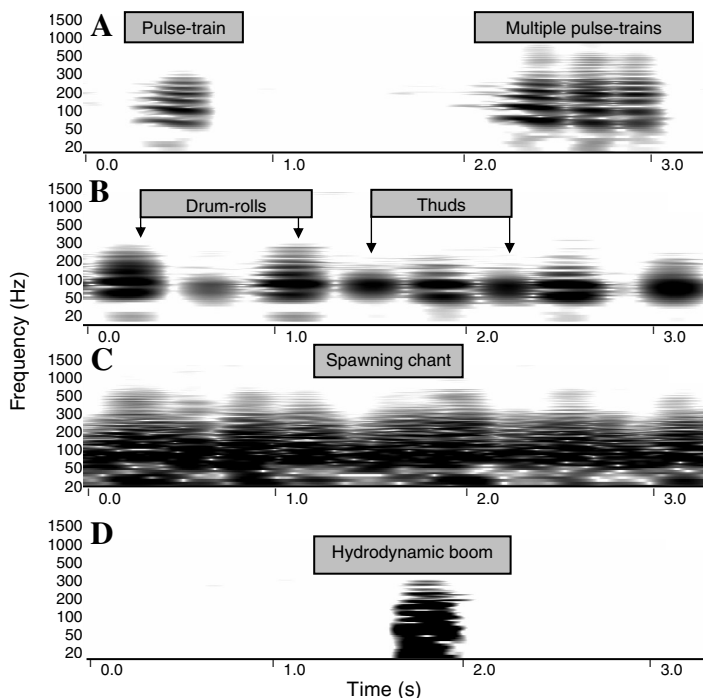 A
Pulse-train
Multiple pulse-trains
1500
1000
500
300
200
100
50
20
0.0 1.0 2.0 3.0
B
Drum-rolls
Thuds
1500
1000
500
300
200
100
50
20
0.0 1.0 2.0 3.0
Frequency (Hz)
C
Spawning chant
1500
1000
500
300
200
100
50
20
0.0 1.0 2.0 3.0
D
Hydrodynamic boom
1500
1000
500
300
200
100
50
20
0.0 1.0 2.0 3.0
Time (s)